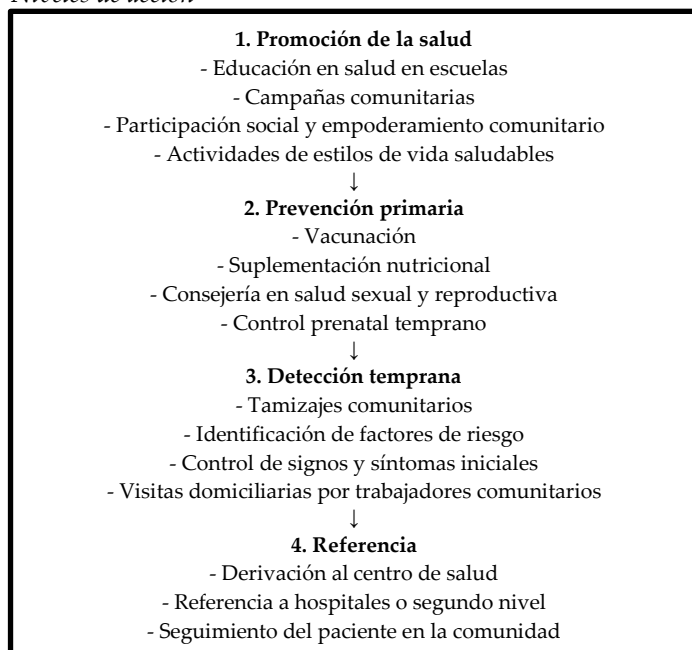 Niveles de acción
1. Promoción de la salud
- Educación en salud en escuelas
- Campañas comunitarias
- Participación social y empoderamiento comunitario
- Actividades de estilos de vida saludables
↓
2. Prevención primaria
- Vacunación
- Suplementación nutricional
- Consejería en salud sexual y reproductiva
- Control prenatal temprano
↓
3. Detección temprana
- Tamizajes comunitarios
- Identificación de factores de riesgo
- Control de signos y síntomas iniciales
- Visitas domiciliarias por trabajadores comunitarios
↓
4. Referencia
- Derivación al centro de salud
- Referencia a hospitales o segundo nivel
- Seguimiento del paciente en la comunidad